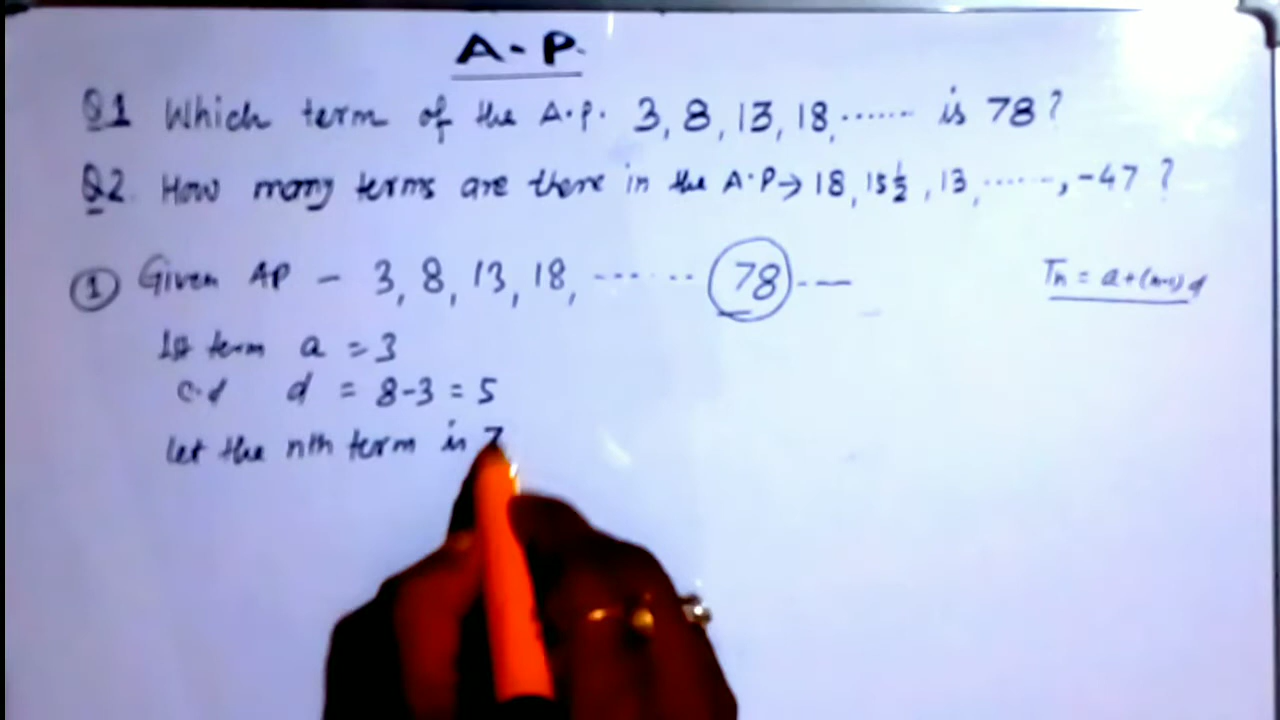 A.P.
Q1 Which term of the A.P. 3, 8, 13, 18, ...... is 78?
Q2. How many terms are there in the A.P → 18, 15½, 13, ......, -47 ?
① Given AP - 3, 8, 13, 18, ...... 78 ---
Tn = a+(n-1)d
1st term a = 3
c.d d = 8-3 = 5
let the nth term is 7